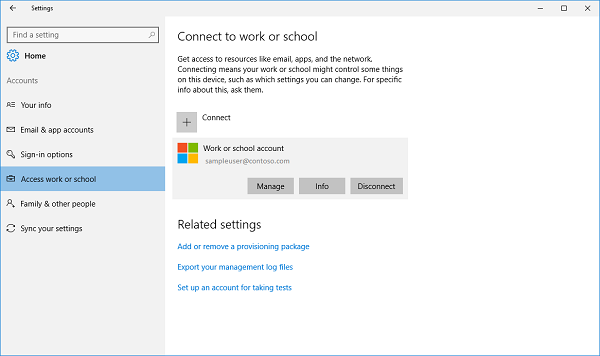 Settings
Find a setting
Home
Accounts
Your info
Email & app accounts
Sign-in options
Access work or school
Family & other people
Sync your settings
Connect to work or school
Get access to resources like email, apps, and the network.
Connecting means your work or school might control some things
on this device, such as which settings you can change. For specific
info about this, ask them.
Connect
Work or school account
sampleuser@contoso.com
Manage
Info
Disconnect
Related settings
Add or remove a provisioning package
Export your management log files
Set up an account for taking tests